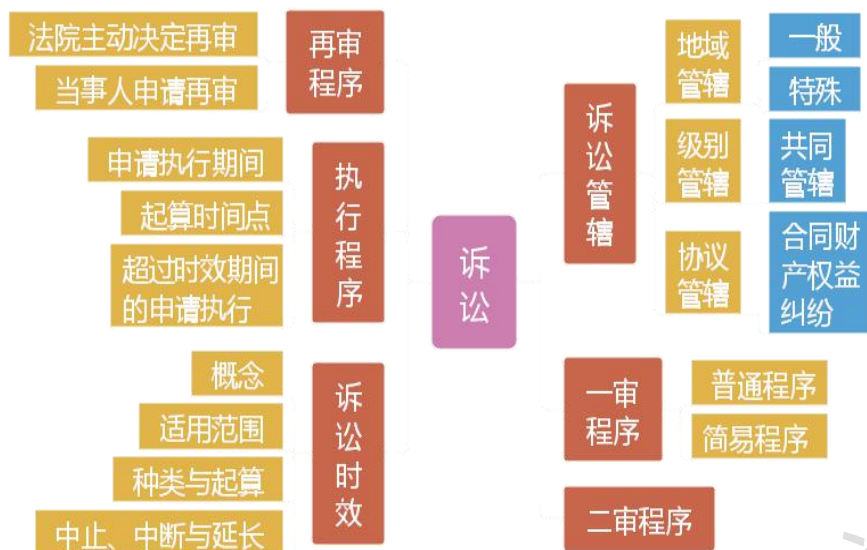 诉
讼
再审
程序
法院主动决定再审
当事人申请再审
执
行
程
序
申请执行期间
起算时间点
超过时效期间
的申请执行
诉
讼
时
效
概念
适用范围
种类与起算
中止、中断与延长
诉
讼
管
辖
地域
管辖
一般
特殊
级别
管辖
共同
管辖
协议
管辖
合同财
产权益
纠纷
一审
程序
普通程序
简易程序
二审程序